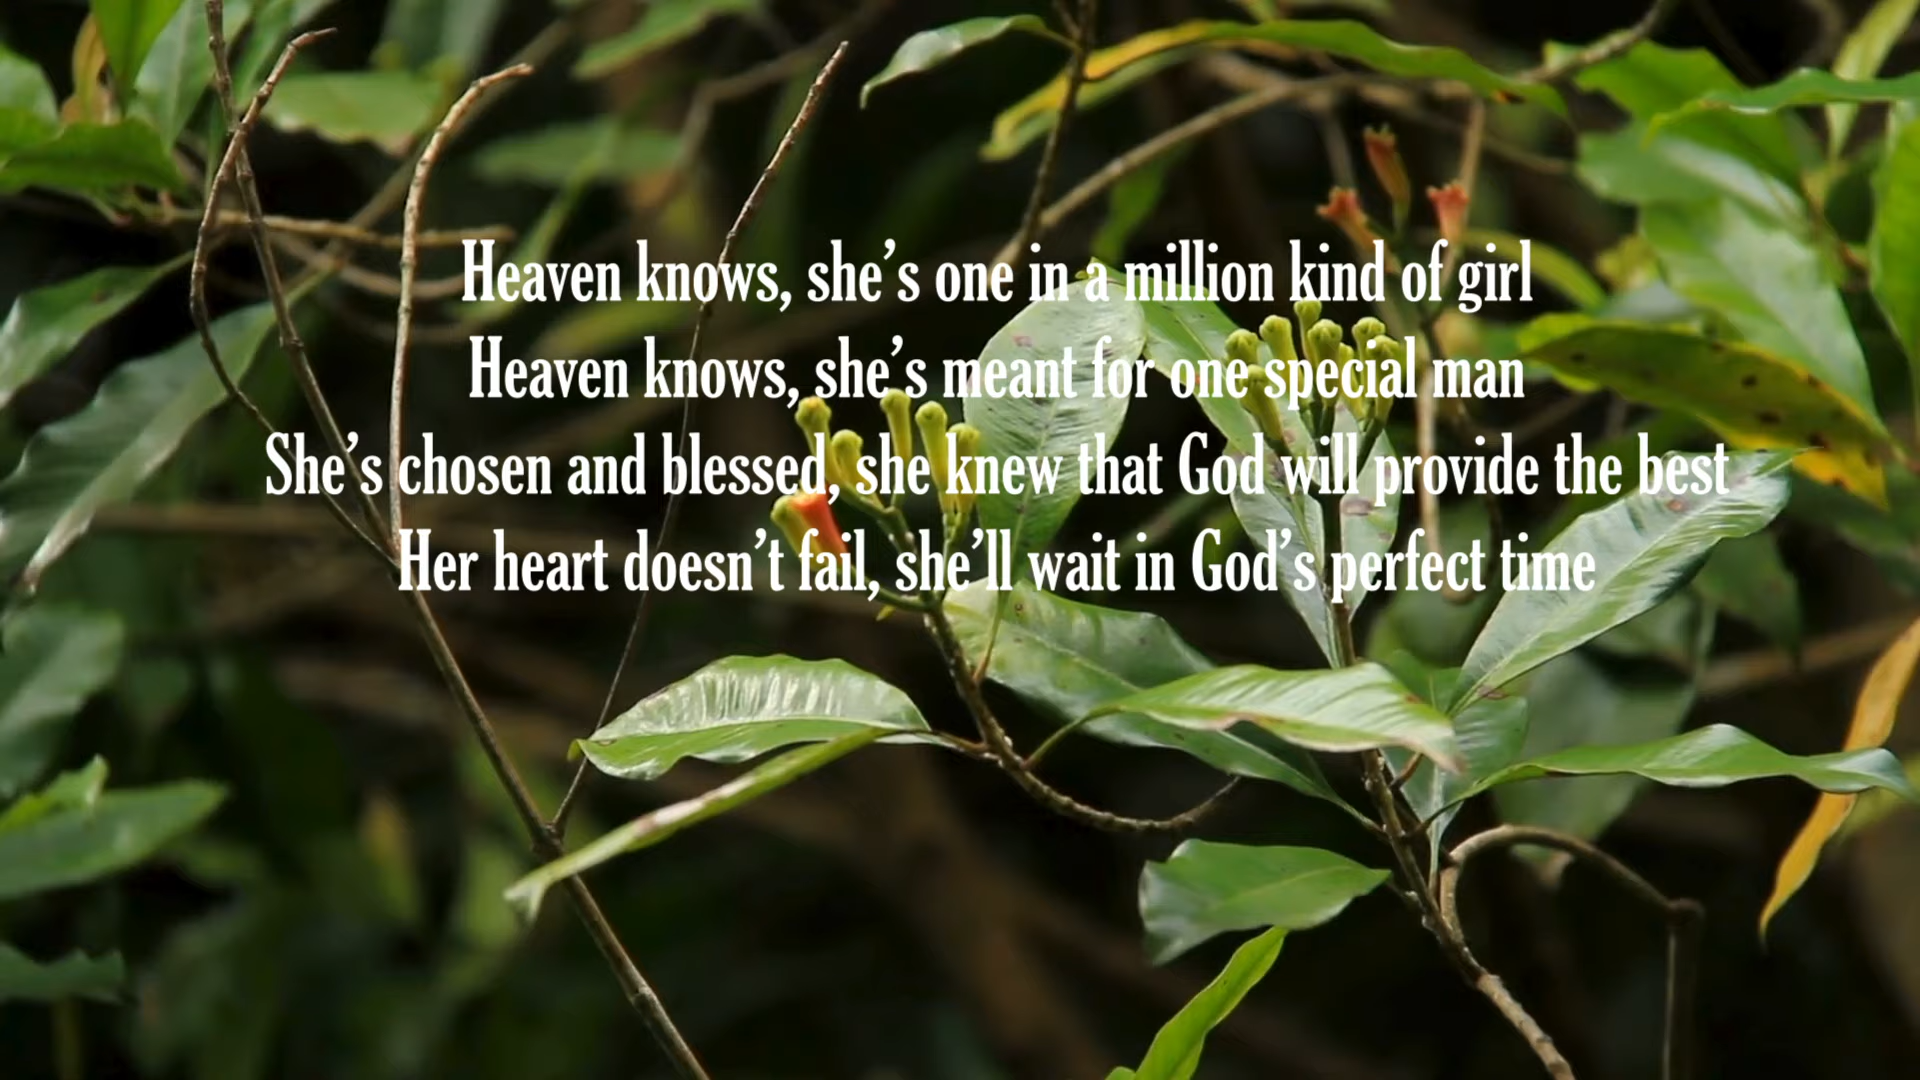 Heaven knows, she’s one in a million kind of girl
Heaven knows, she’s meant for one special man
She’s chosen and blessed, she knew that God will provide the best
Her heart doesn’t fail, she’ll wait in God’s perfect time